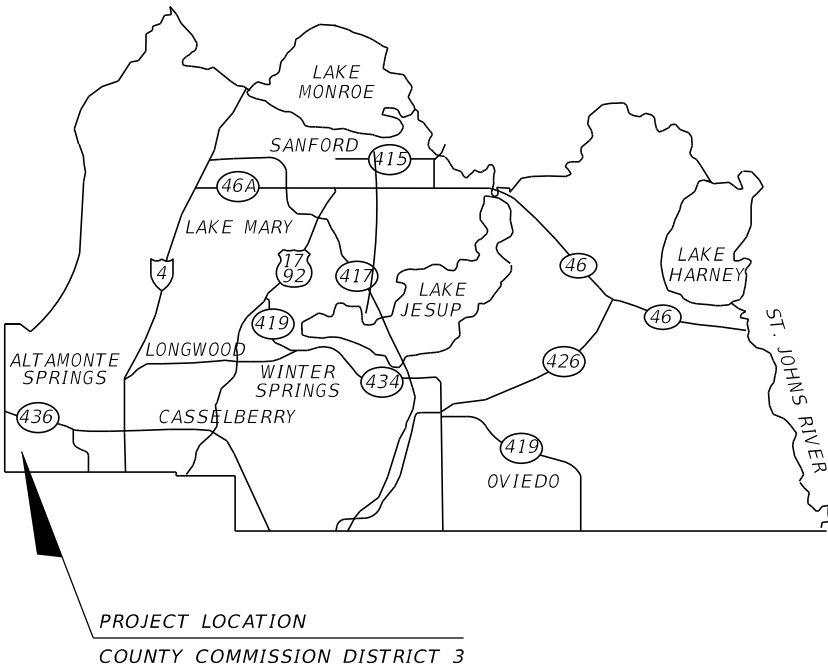 LAKE
MONROE
SANFORD
415
46A
LAKE MARY
4
17
92
417
46
LAKE
HARNEY
LAKE
JESUP
46
419
ST. JOHNS RIVER
LONGWOOD
ALTAMONTE
SPRINGS
426
WINTER
SPRINGS
434
436
CASSELBERRY
419
OVIEDO
PROJECT LOCATION
COUNTY COMMISSION DISTRICT 3